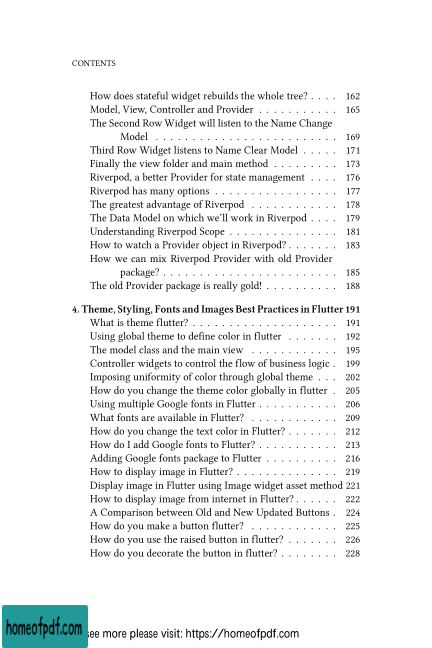 CONTENTS
How does stateful widget rebuilds the whole tree? . . . . 162
Model, View, Controller and Provider . . . . . . . . . . . 165
The Second Row Widget will listen to the Name Change
Model . . . . . . . . . . . . . . . . . . . . . . . . . 169
Third Row Widget listens to Name Clear Model . . . . . 171
Finally the view folder and main method . . . . . . . . . 173
Riverpod, a better Provider for state management . . . . 176
Riverpod has many options . . . . . . . . . . . . . . . . 177
The greatest advantage of Riverpod . . . . . . . . . . . . 178
The Data Model on which we'll work in Riverpod . . . . 179
Understanding Riverpod Scope . . . . . . . . . . . . . . 181
How to watch a Provider object in Riverpod? . . . . . . . 183
How we can mix Riverpod Provider with old Provider
package? . . . . . . . . . . . . . . . . . . . . . . . . 185
The old Provider package is really gold! . . . . . . . . . . 188
4. Theme, Styling, Fonts and Images Best Practices in Flutter 191
What is theme flutter? . . . . . . . . . . . . . . . . . . . . 191
Using global theme to define color in flutter . . . . . . . 192
The model class and the main view . . . . . . . . . . . . 195
Controller widgets to control the flow of business logic . 199
Imposing uniformity of color through global theme . . . 202
How do you change the theme color globally in flutter . 205
Using multiple Google fonts in Flutter . . . . . . . . . . . 206
What fonts are available in Flutter? . . . . . . . . . . . . 209
How do you change the text color in Flutter? . . . . . . . 212
How do I add Google fonts to Flutter? . . . . . . . . . . . 213
Adding Google fonts package to Flutter . . . . . . . . . . 216
How to display image in Flutter? . . . . . . . . . . . . . . 219
Display image in Flutter using Image widget asset method 221
How to display image from internet in Flutter? . . . . . . 222
A Comparison between Old and New Updated Buttons . 224
How do you make a button flutter? . . . . . . . . . . . . 225
How do you use the raised button in flutter? . . . . . . . 226
How do you decorate the button in flutter? . . . . . . . . 228
homeofpdf.com
see more please visit: https://homeofpdf.com